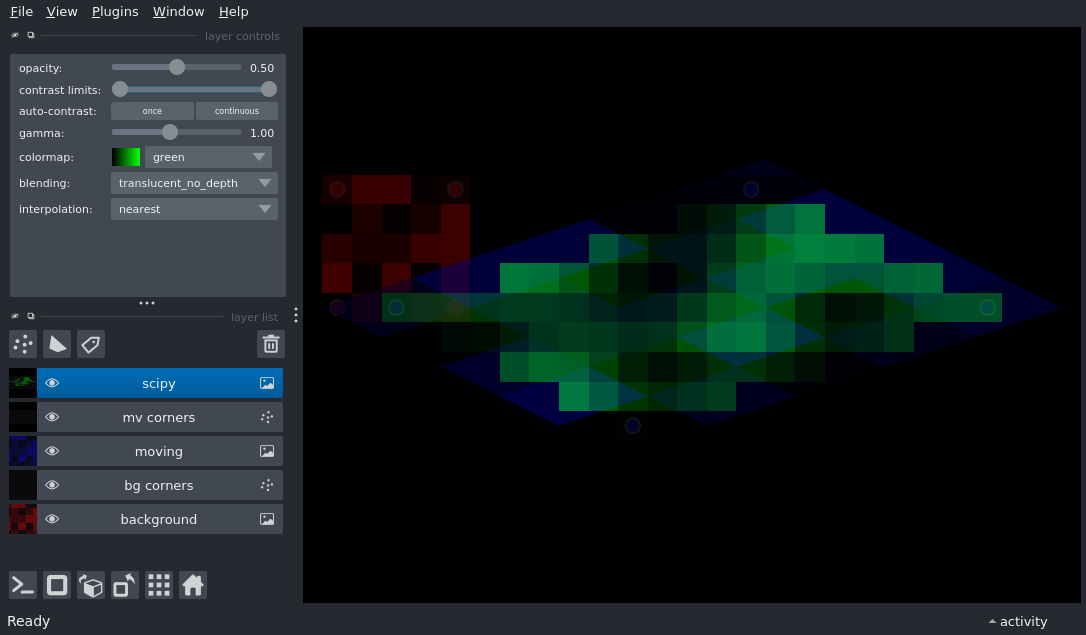 File View Plugins Window Help
layer controls
opacity: 0.50
contrast limits:
auto-contrast: once continuous
gamma: 1.00
colormap: green
blending: translucent_no_depth
interpolation: nearest
layer list
scipy
mv corners
moving
bg corners
background
Ready
activity